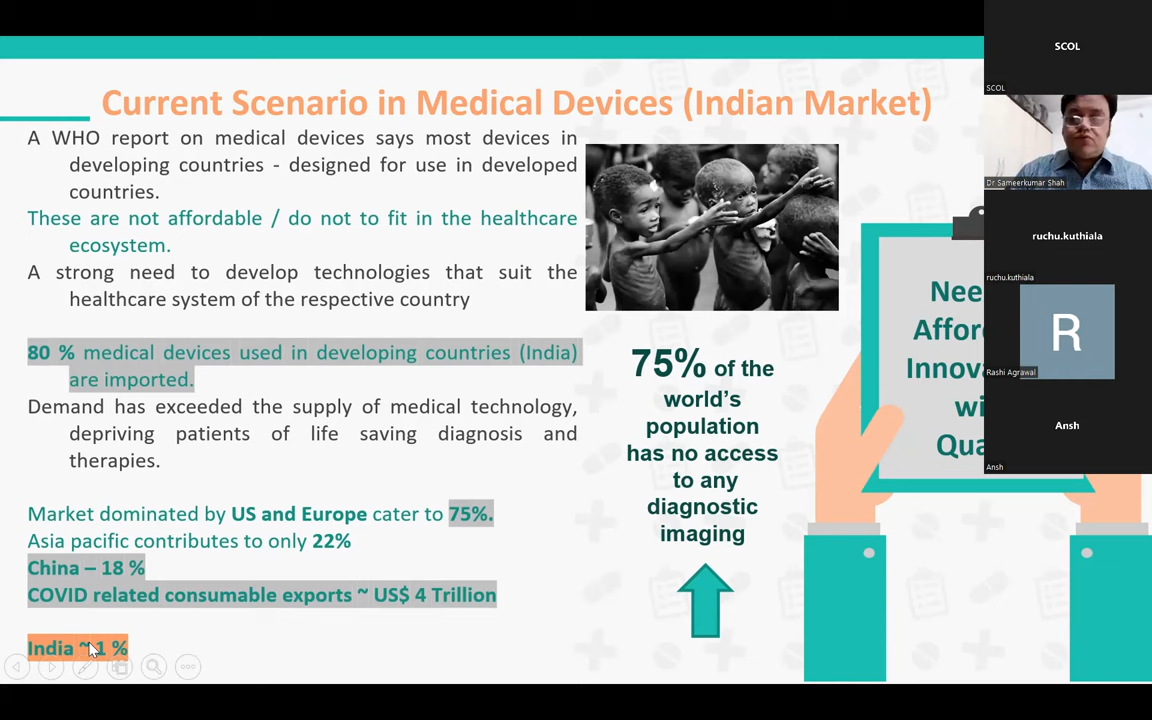 Current Scenario in Medical Devices (Indian Market)
A WHO report on medical devices says most devices in
developing countries - designed for use in developed
countries.
These are not affordable / do not to fit in the healthcare
ecosystem.
A strong need to develop technologies that suit the
healthcare system of the respective country
80 % medical devices used in developing countries (India)
are imported.
Demand has exceeded the supply of medical technology,
depriving patients of life saving diagnosis and
therapies.
Market dominated by US and Europe cater to 75%.
Asia pacific contributes to only 22%
China – 18 %
COVID related consumable exports ~ US$ 4 Trillion
India ~ 1 %
75% of the
world's
population
has no access
to any
diagnostic
imaging
SCOL
SCOL
Dr Sameerkumar Shah
ruchu.kuthiala
ruchu.kuthiala
R
Rashi Agrawal
Ansh
Ansh